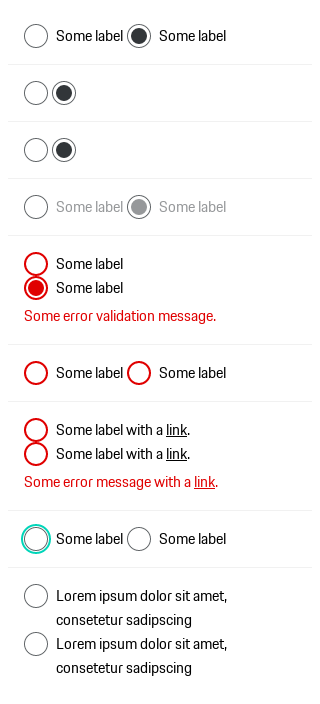 Some label Some label
Some label Some label
Some label
Some label
Some error validation message.
Some label Some label
Some label with a link.
Some label with a link.
Some error message with a link.
Some label Some label
Lorem ipsum dolor sit amet,
consetetur sadipscing
Lorem ipsum dolor sit amet,
consetetur sadipscing